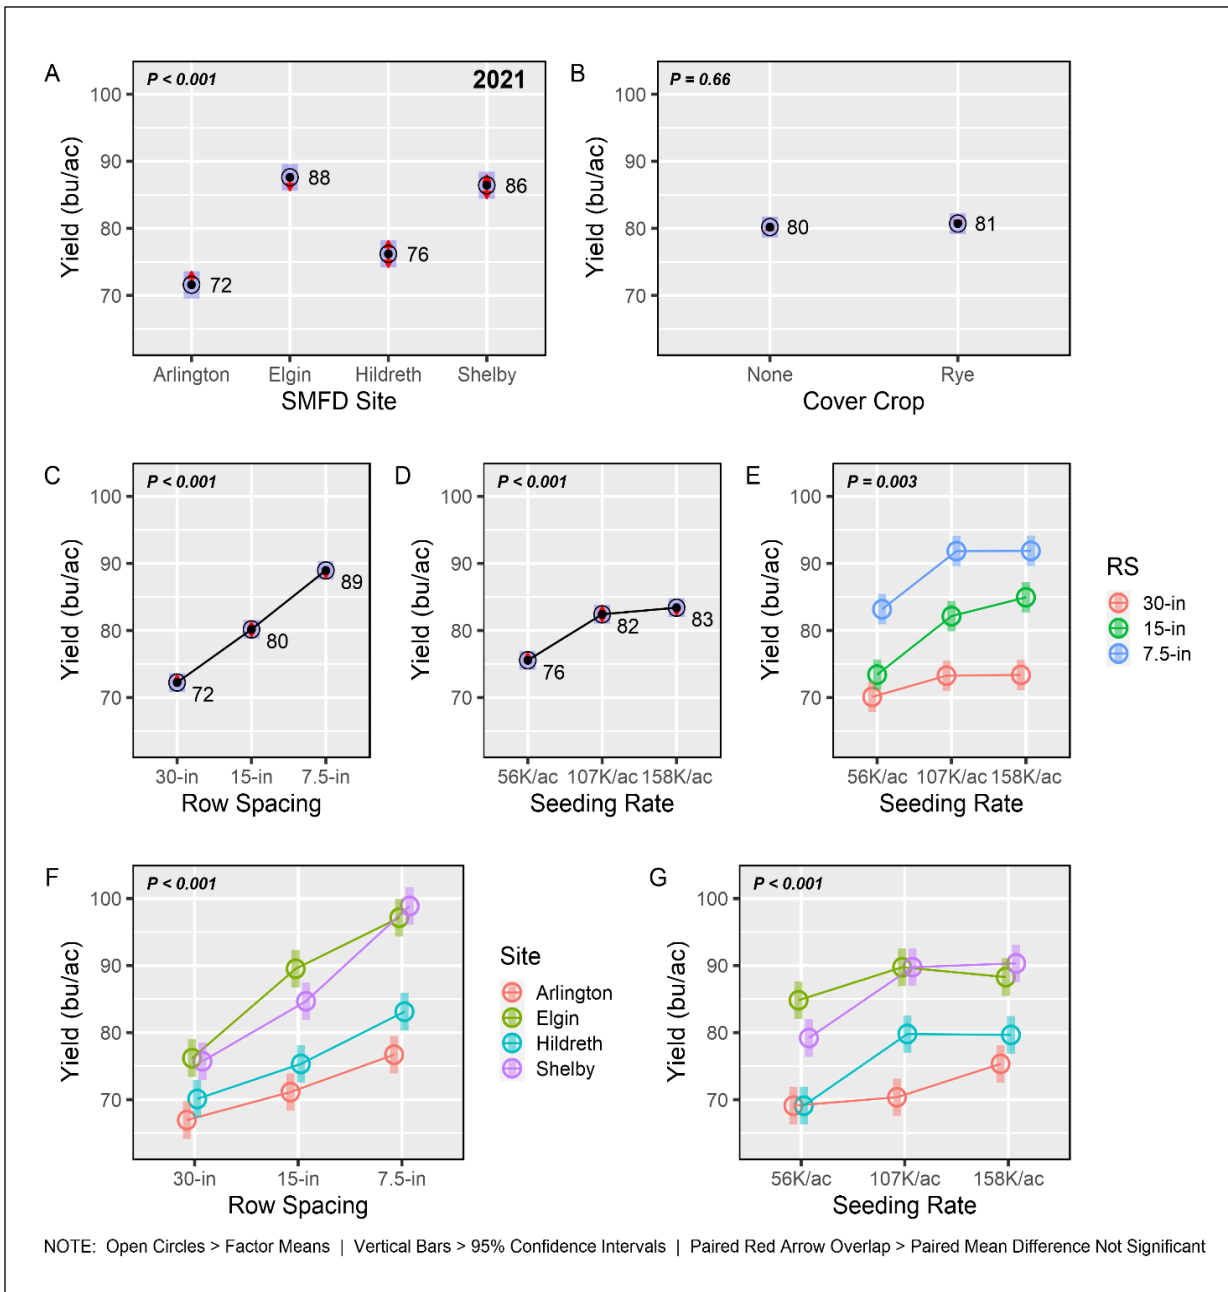 A
P < 0.001
2021
100
90
80
70
Yield (bu/ac)
72
88
76
86
Arlington
Elgin
Hildreth
Shelby
SMFD Site
B
P = 0.66
100
90
80
70
Yield (bu/ac)
80
81
None
Rye
Cover Crop
C
P < 0.001
100
90
80
70
Yield (bu/ac)
72
80
89
30-in
15-in
7.5-in
Row Spacing
D
P < 0.001
100
90
80
70
Yield (bu/ac)
76
82
83
56K/ac
107K/ac
158K/ac
Seeding Rate
E
P = 0.003
100
90
80
70
Yield (bu/ac)
56K/ac
107K/ac
158K/ac
Seeding Rate
RS
30-in
15-in
7.5-in
F
P < 0.001
100
90
80
70
Yield (bu/ac)
30-in
15-in
7.5-in
Row Spacing
Site
Arlington
Elgin
Hildreth
Shelby
G
P < 0.001
100
90
80
70
Yield (bu/ac)
56K/ac
107K/ac
158K/ac
Seeding Rate
NOTE: Open Circles > Factor Means | Vertical Bars > 95% Confidence Intervals | Paired Red Arrow Overlap > Paired Mean Difference Not Significant